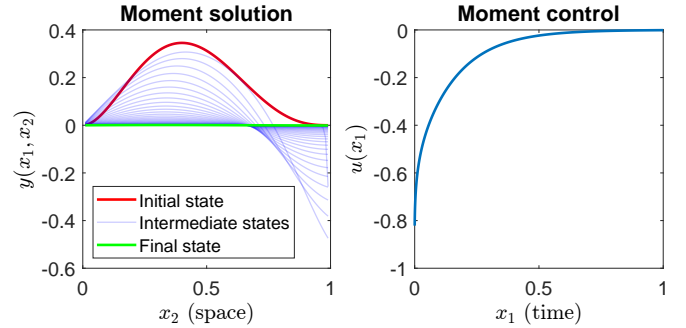 Moment solution
0.4
0.2
0
-0.2
-0.4
-0.6
y(x₁, x₂)
Initial state
Intermediate states
Final state
0
0.5
1
x₂ (space)
Moment control
0
-0.2
-0.4
-0.6
-0.8
-1
u(x₁)
0
0.5
1
x₁ (time)